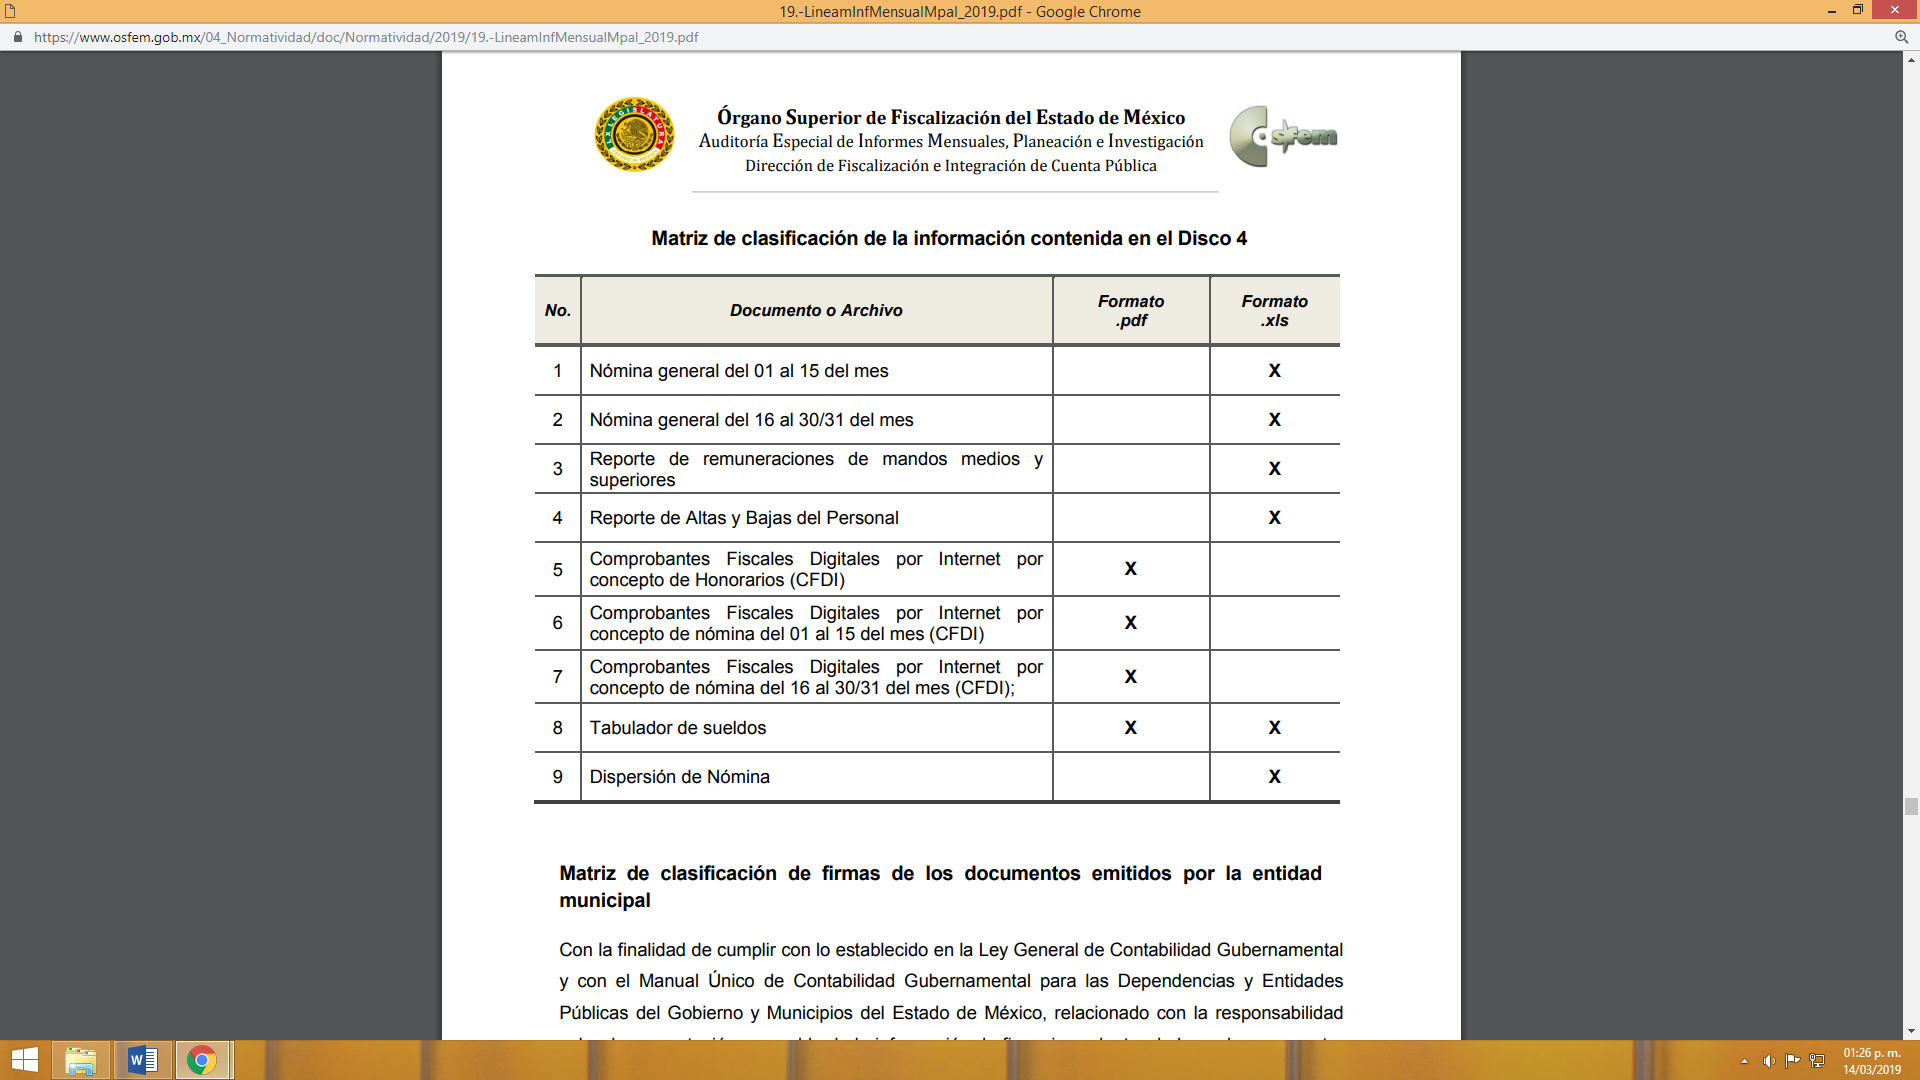 19.-LineamInfMensualMpal_2019.pdf - Google Chrome
https://www.osfem.gob.mx/04_Normatividad/doc/Normatividad/2019/19.-LineamInfMensualMpal_2019.pdf
Órgano Superior de Fiscalización del Estado de México
Auditoría Especial de Informes Mensuales, Planeación e Investigación
Dirección de Fiscalización e Integración de Cuenta Pública
LX LEGISLATURA
sfem
Matriz de clasificación de la información contenida en el Disco 4
No.
Documento o Archivo
Formato
.pdf
Formato
.xls
1 Nómina general del 01 al 15 del mes X
2 Nómina general del 16 al 30/31 del mes X
3 Reporte de remuneraciones de mandos medios y
superiores X
4 Reporte de Altas y Bajas del Personal X
5 Comprobantes Fiscales Digitales por Internet por
concepto de Honorarios (CFDI) X
6 Comprobantes Fiscales Digitales por Internet por
concepto de nómina del 01 al 15 del mes (CFDI) X
7 Comprobantes Fiscales Digitales por Internet por
concepto de nómina del 16 al 30/31 del mes (CFDI); X
8 Tabulador de sueldos X X
9 Dispersión de Nómina X
Matriz de clasificación de firmas de los documentos emitidos por la entidad
municipal
Con la finalidad de cumplir con lo establecido en la Ley General de Contabilidad Gubernamental
y con el Manual Único de Contabilidad Gubernamental para las Dependencias y Entidades
Públicas del Gobierno y Municipios del Estado de México, relacionado con la responsabilidad
01:26 p. m.
14/03/2019